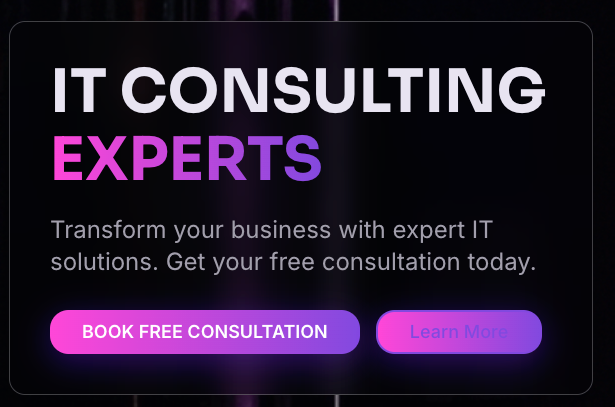 IT CONSULTING
EXPERTS
Transform your business with expert IT
solutions. Get your free consultation today.
BOOK FREE CONSULTATION
Learn More